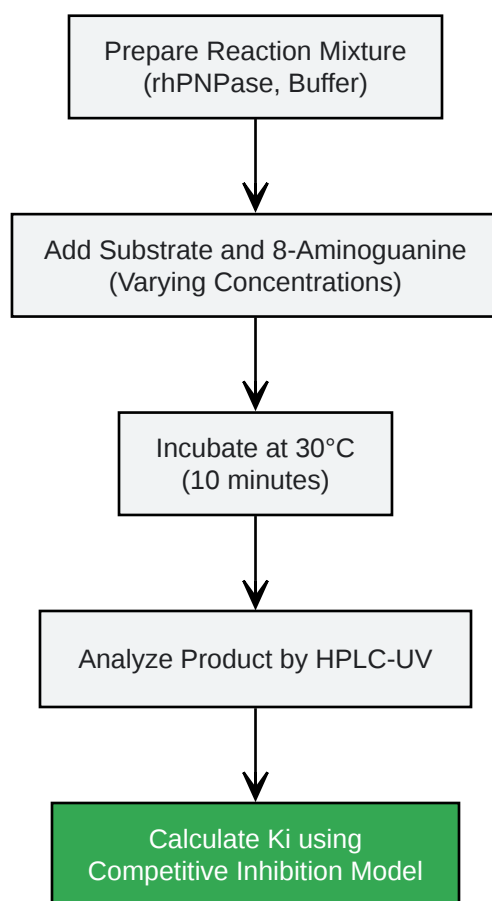 Prepare Reaction Mixture
(rhPNPase, Buffer)
Add Substrate and 8-Aminoguanine
(Varying Concentrations)
Incubate at 30°C
(10 minutes)
Analyze Product by HPLC-UV
Calculate Ki using
Competitive Inhibition Model